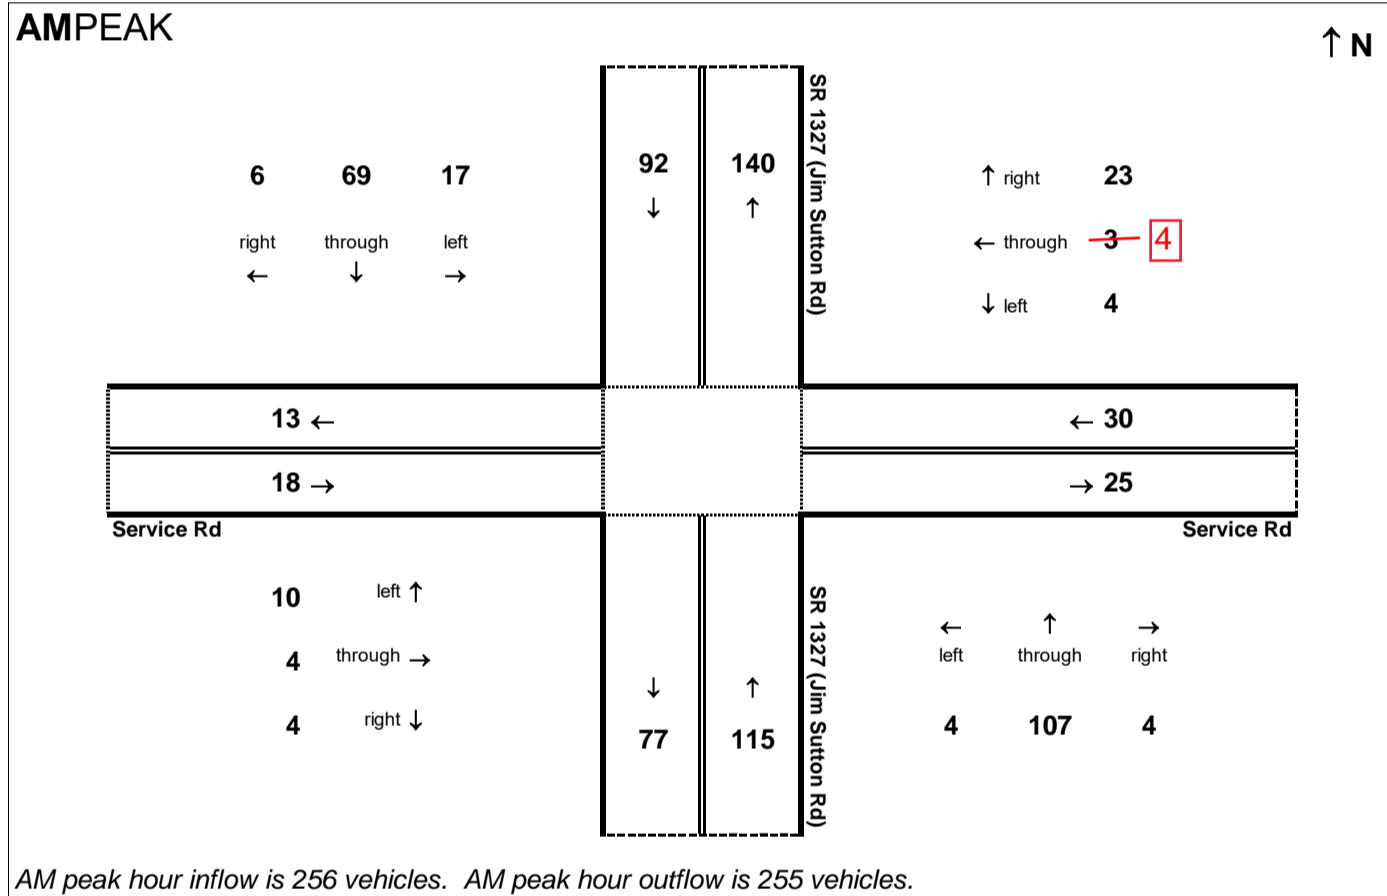 AMPEAK
↑ N
6 69 17
right through left
← ↓ →
92 140
↓ ↑
SR 1327 (Jim Sutton Rd)
↑ right 23
← through 3 4
↓ left 4
13 ←
18 →
← 30
→ 25
Service Rd
Service Rd
10 left ↑
4 through →
4 right ↓
↓ ↑
77 115
SR 1327 (Jim Sutton Rd)
← ↑ →
left through right
4 107 4
AM peak hour inflow is 256 vehicles. AM peak hour outflow is 255 vehicles.